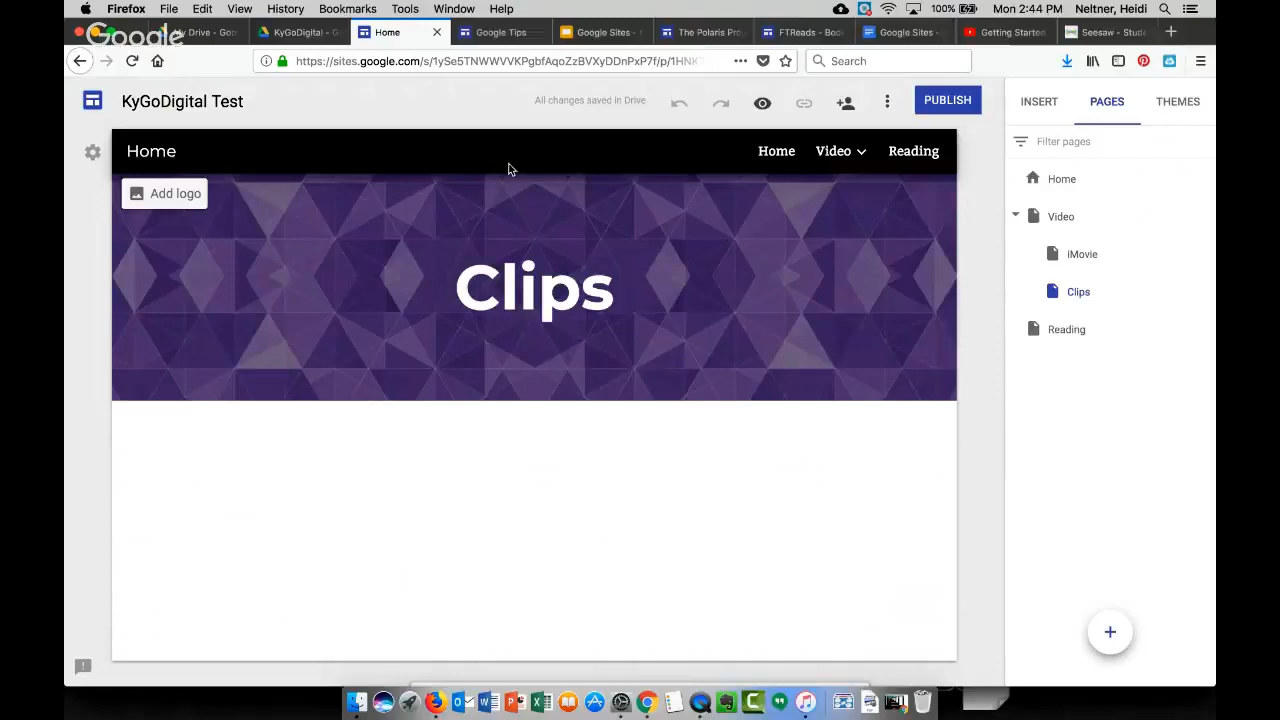 Firefox File Edit View History Bookmarks Tools Window Help 100% Mon 2:44 PM Neltner, Heidi
Google
y Drive - Goo KyGoDigital - G Home Google Tips Google Sites - The Polaris Pro FTReads - Boo Google Sites - Getting Started Seesaw - Stude
https://sites.google.com/s/1ySe5TNWWVVKPgbfAqoZzBVXyDDnPxP7f/p/1HNK Search
KyGoDigital Test All changes saved in Drive PUBLISH INSERT PAGES THEMES
Filter pages
Home Home Video Reading
Add logo
Clips
Home
Video
iMovie
Clips
Reading